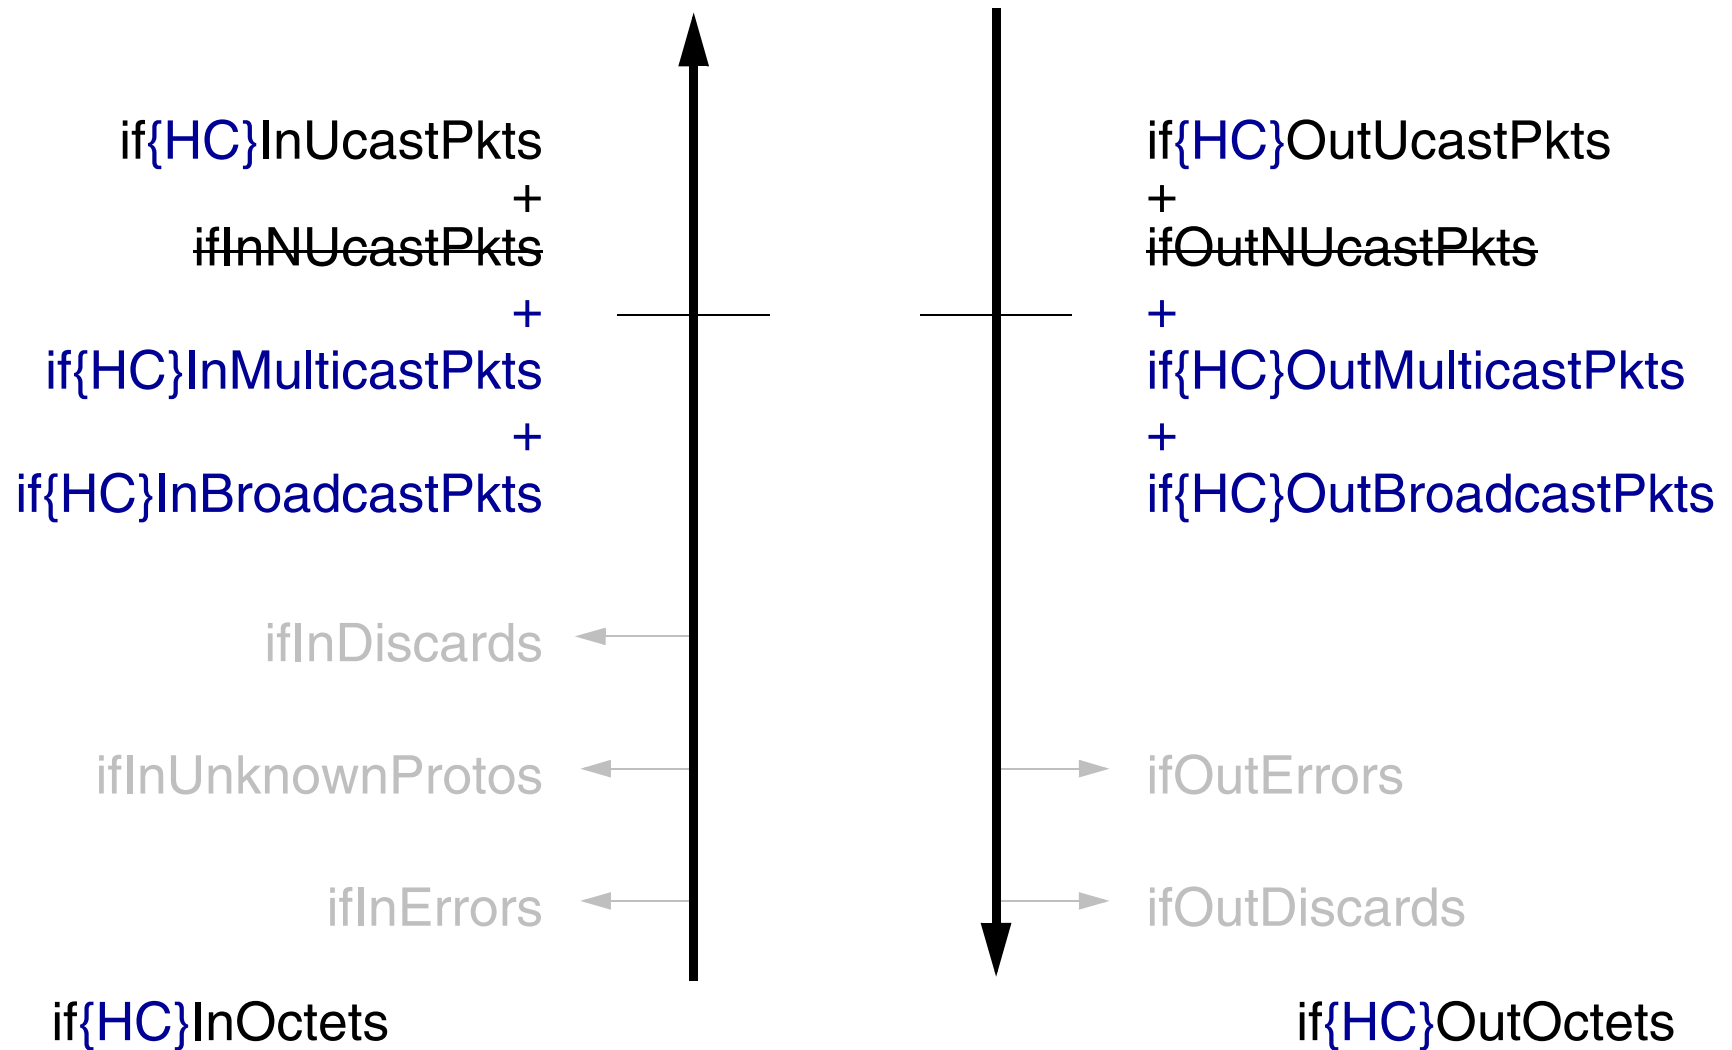 if{HC}InUcastPkts
+
ifInNUcastPkts
+
if{HC}InMulticastPkts
+
if{HC}InBroadcastPkts
ifInDiscards
ifInUnknownProtos
ifInErrors
if{HC}InOctets
if{HC}OutUcastPkts
+
ifOutNUcastPkts
+
if{HC}OutMulticastPkts
+
if{HC}OutBroadcastPkts
ifOutErrors
ifOutDiscards
if{HC}OutOctets